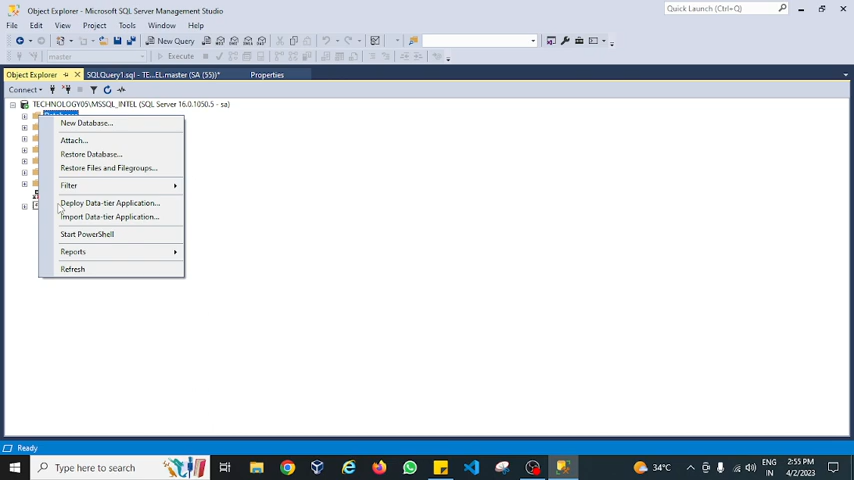 Object Explorer - Microsoft SQL Server Management Studio
Quick Launch (Ctrl+Q)
File Edit View Project Tools Window Help
New Query
master Execute
Object Explorer SQLQuery1.sql - TE...EL.master (SA (55))* Properties
Connect
TECHNOLOGY05\MSSQL_INTEL (SQL Server 16.0.1050.5 - sa)
Databases
New Database...
Attach...
Restore Database...
Restore Files and Filegroups...
Filter
Deploy Data-tier Application...
Import Data-tier Application...
Start PowerShell
Reports
Refresh
Ready
Type here to search
34°C
ENG
IN
2:55 PM
4/2/2023